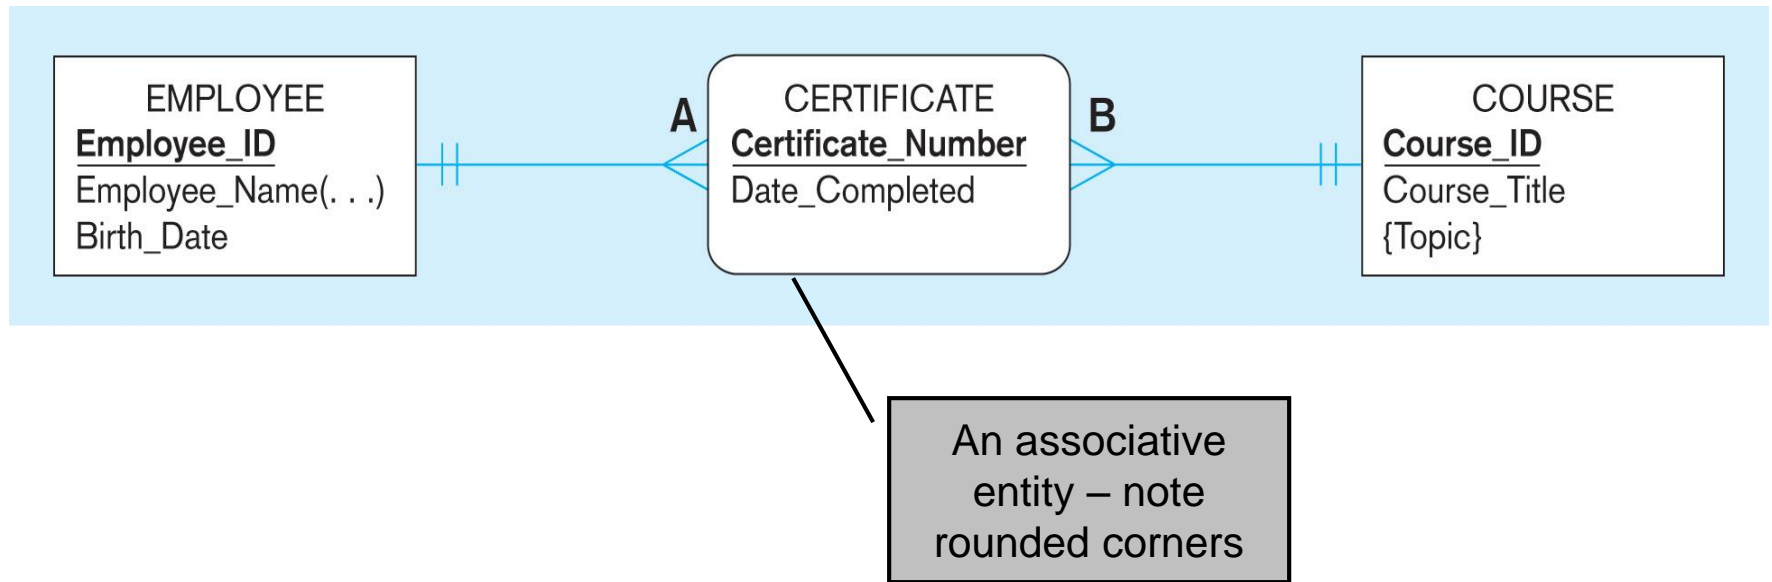 EMPLOYEE
Employee_ID
Employee_Name(. . .)
Birth_Date
A
CERTIFICATE
Certificate_Number
Date_Completed
B
COURSE
Course_ID
Course_Title
{Topic}
An associative
entity – note
rounded corners